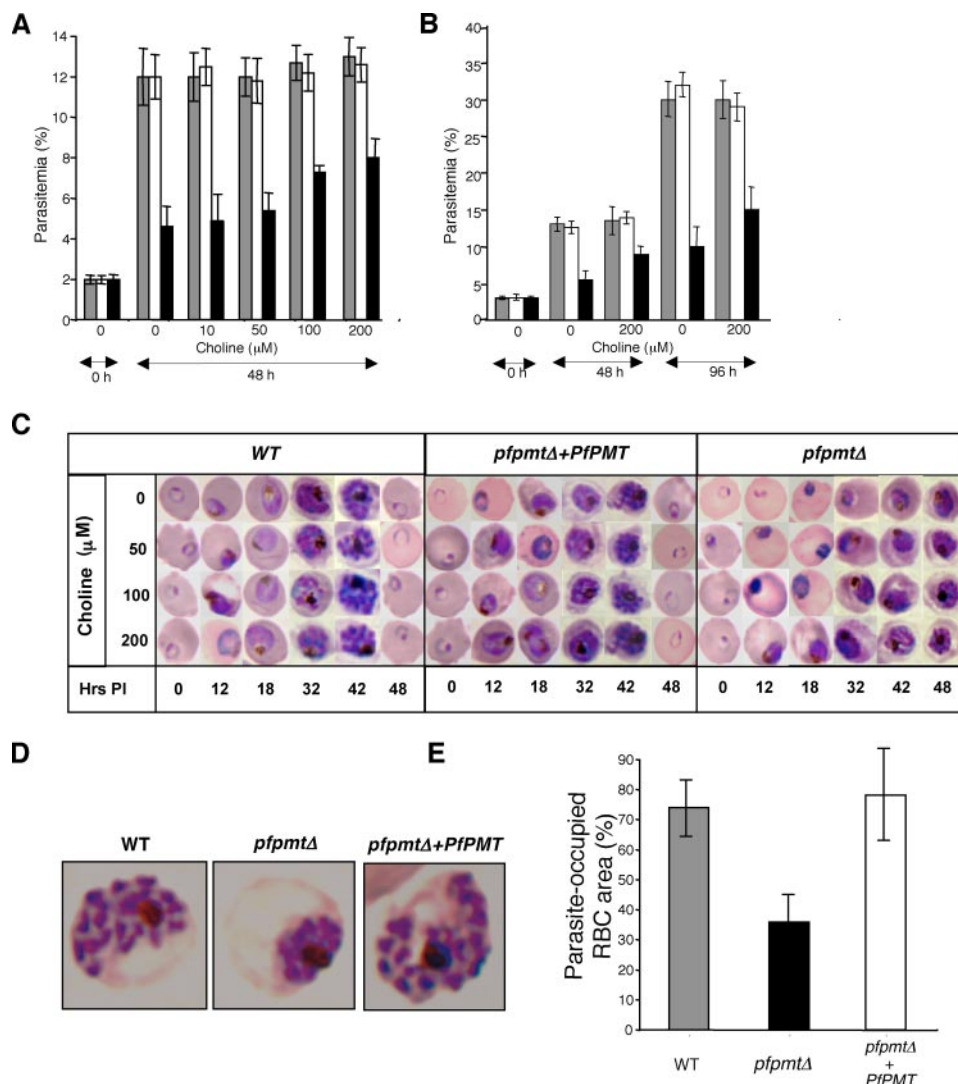 A
Parasitemia (%)
14
12
10
8
6
4
2
0
0 0 10 50 100 200
Choline (μM)
0 h 48 h
B
Parasitemia (%)
40
35
30
25
20
15
10
5
0
0 0 200 0 200
Choline (μM)
0 h 48 h 96 h
C
WT pfpmtΔ+PfPMT pfpmtΔ
Choline (μM)
0
50
100
200
Hrs PI 0 12 18 32 42 48 0 12 18 32 42 48 0 12 18 32 42 48
D
WT pfpmtΔ pfpmtΔ+PfPMT
E
Parasite-occupied
RBC area (%)
90
80
70
60
50
40
30
20
10
0
WT pfpmtΔ pfpmtΔ
+
PfPMT